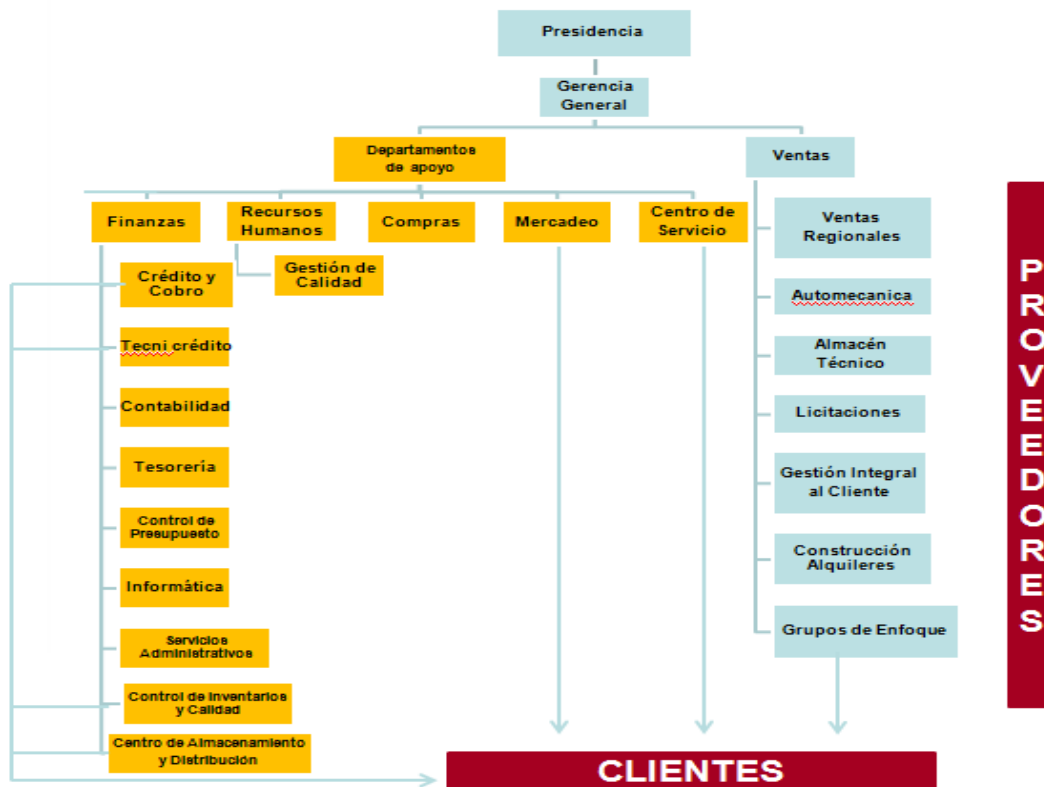 Presidencia
Gerencia
General
Departamentos
de apoyo
Ventas
Finanzas
Recursos
Humanos
Compras
Mercadeo
Centro de
Servicio
Gestión de
Calidad
Crédito y
Cobro
Tecni crédito
Contabilidad
Tesorería
Control de
Presupuesto
Informática
Servicios
Administrativos
Control de Inventarios
y Calidad
Centro de Almacenamiento
y Distribución
Ventas
Regionales
Automecanica
Almacén
Técnico
Licitaciones
Gestión Integral
al Cliente
Construcción
Alquileres
Grupos de Enfoque
CLIENTES
P
R
O
V
E
E
D
O
R
E
S